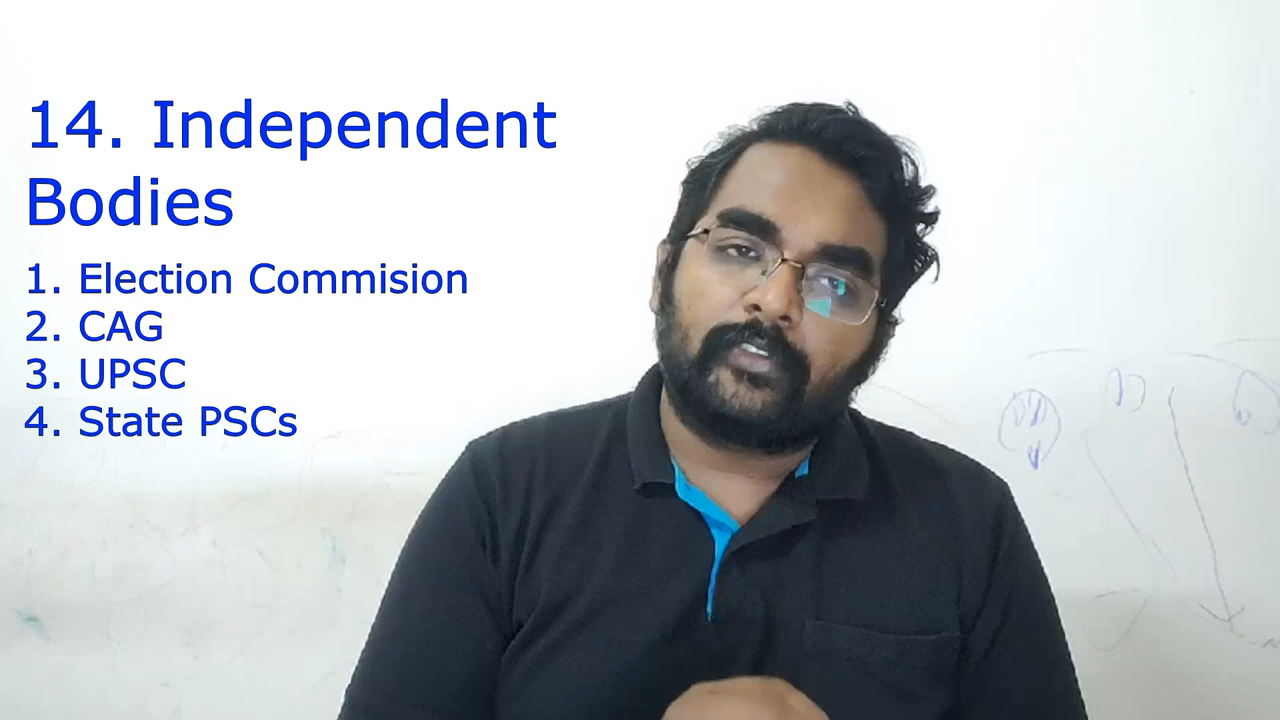 14. Independent
Bodies
1. Election Commision
2. CAG
3. UPSC
4. State PSCs